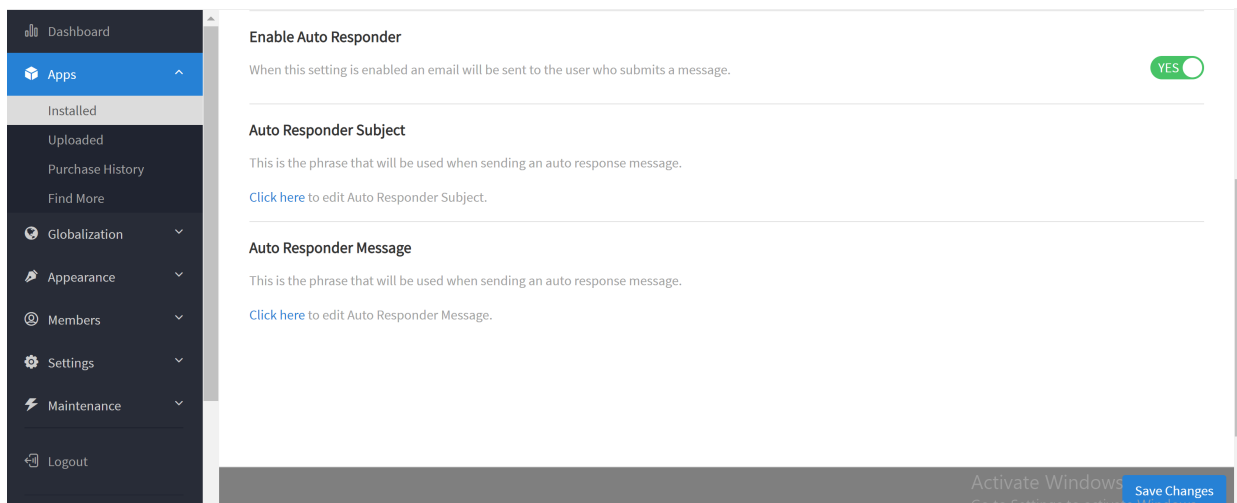 Dashboard
Apps
Installed
Uploaded
Purchase History
Find More
Globalization
Appearance
Members
Settings
Maintenance
Logout
Enable Auto Responder
When this setting is enabled an email will be sent to the user who submits a message.
YES
Auto Responder Subject
This is the phrase that will be used when sending an auto response message.
Click here to edit Auto Responder Subject.
Auto Responder Message
This is the phrase that will be used when sending an auto response message.
Click here to edit Auto Responder Message.
Activate Windows
Save Changes